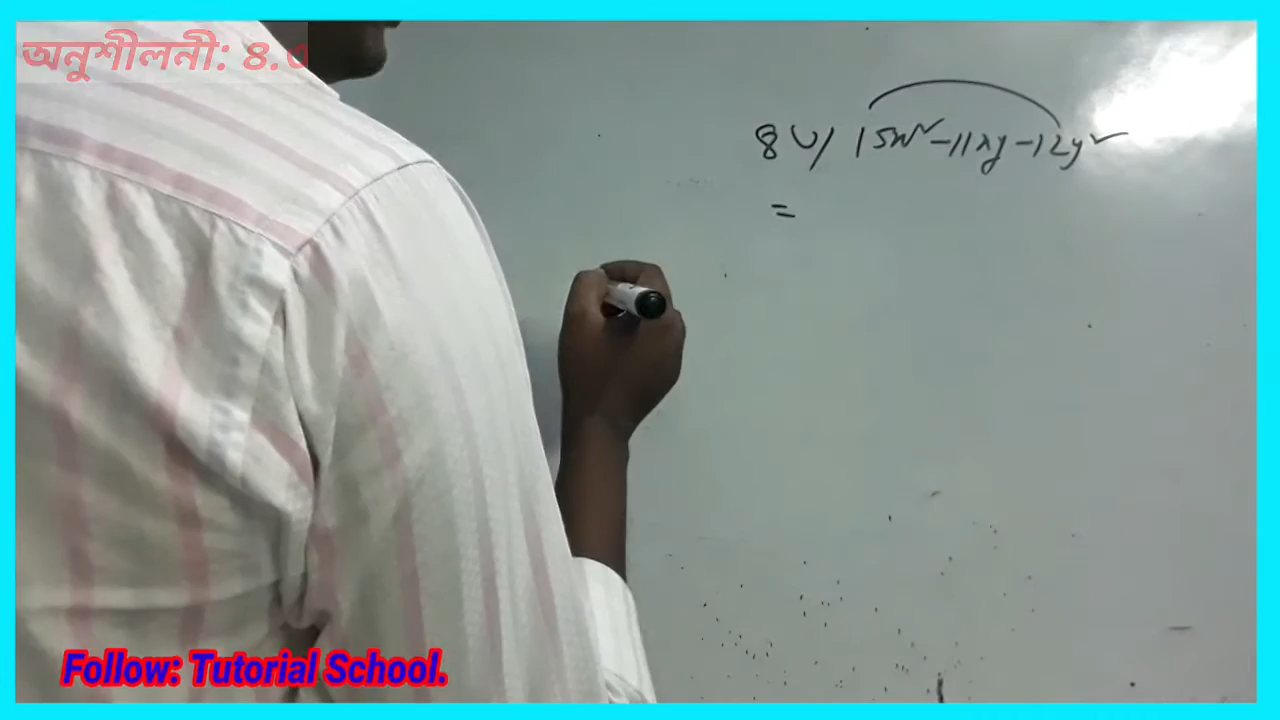 অনুশীলনী: ৪.৩
৪৬/ 15x² - 11xy - 12y²
=
Follow: Tutorial School.